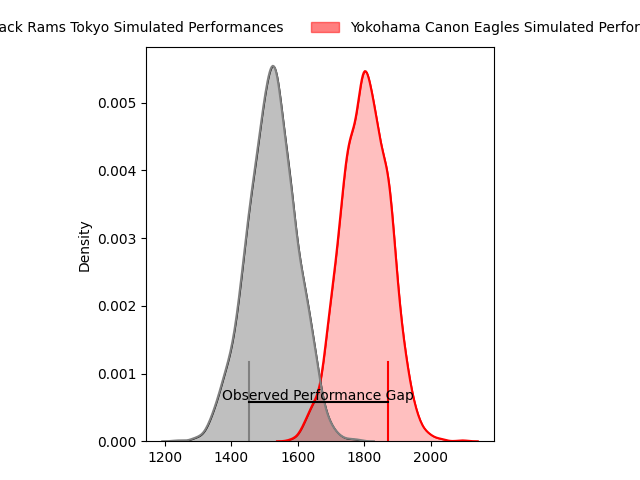 ack Rams Tokyo Simulated Performances
Yokohama Canon Eagles Simulated Perfor
0.005
0.004
0.003
0.002
0.001
0.000
Density
Observed Performance Gap
1200 1400 1600 1800 2000